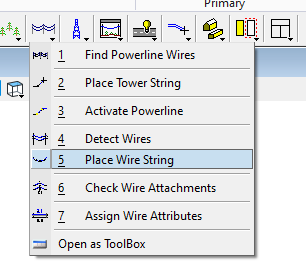 Primary
1 Find Powerline Wires
2 Place Tower String
3 Activate Powerline
4 Detect Wires
5 Place Wire String
6 Check Wire Attachments
7 Assign Wire Attributes
Open as ToolBox